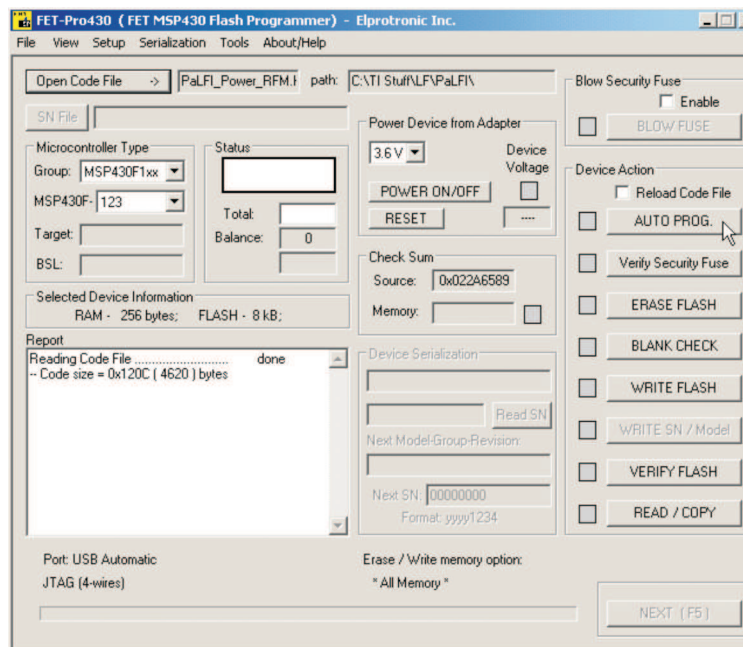 FET-Pro430 ( FET MSP430 Flash Programmer) - Elprotronic Inc.
File View Setup Serialization Tools About/Help
Open Code File -> PaLFI_Power_RFM. path: C:\TI Stuff\LF\PaLFI\
SN File
Microcontroller Type
Group: MSP430F1xx
MSP430F- 123
Target:
BSL:
Status
Total:
Balance: 0
Selected Device Information
RAM - 256 bytes; FLASH - 8 kB;
Report
Reading Code File ............................ done
-- Code size = 0x120C ( 4620 ) bytes
Power Device from Adapter
3.6 V
Device
Voltage
POWER ON/OFF
RESET
----
Check Sum
Source: 0x022A6589
Memory:
Device Serialization
Read SN
Next Model-Group-Revision:
Next SN: 00000000
Format: yyyy1234
Blow Security Fuse
Enable
BLOW FUSE
Device Action
Reload Code File
AUTO PROG.
Verify Security Fuse
ERASE FLASH
BLANK CHECK
WRITE FLASH
WRITE SN / Model
VERIFY FLASH
READ / COPY
Port: USB Automatic
JTAG (4-wires)
Erase / Write memory option:
* All Memory *
NEXT ( F5 )